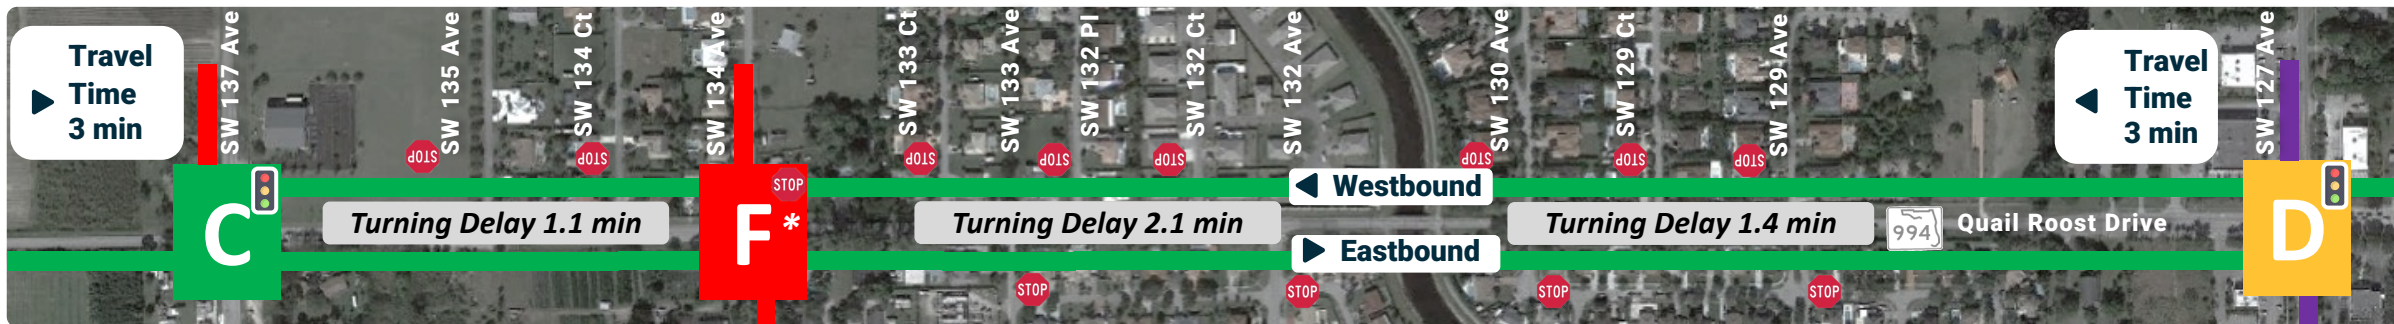 Travel
Time
3 min
SW 137 Ave
SW 135 Ave
SW 134 Ct
SW 134 Ave
SW 133 Ct
SW 133 Ave
SW 132 Pl
SW 132 Ct
SW 132 Ave
SW 130 Ave
SW 129 Ct
SW 129 Ave
Travel
Time
3 min
SW 127 Ave
STOP
STOP
STOP
STOP
STOP
STOP
STOP
STOP
STOP
Westbound
C
Turning Delay 1.1 min
F*
Turning Delay 2.1 min
Turning Delay 1.4 min
994
Quail Roost Drive
D
Eastbound
STOP
STOP
STOP
STOP